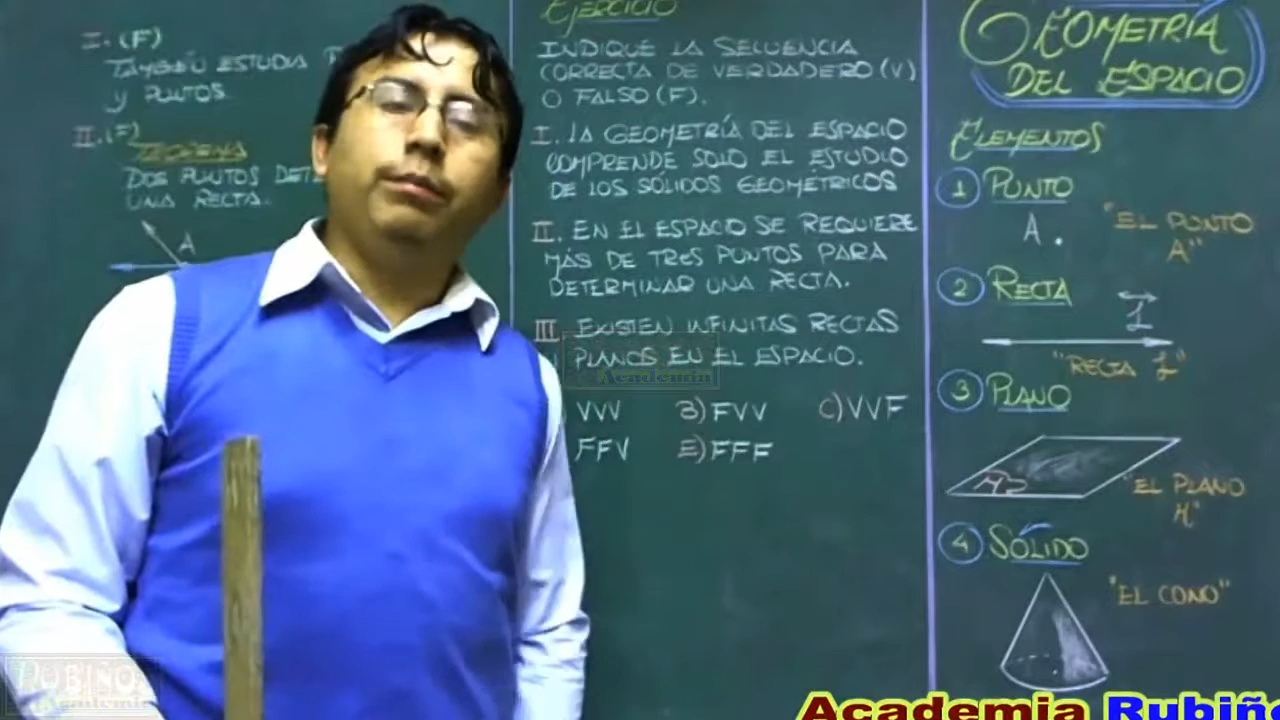 I. (F)
TAMBIÉN ESTUDIA
Y PUNTOS.
II. (F)
TEOREMA
DOS PUNTOS
UNA RECTA.
A
EJERCICIO
INDIQUE LA SECUENCIA
CORRECTA DE VERDADERO (V)
O FALSO (F).
I. LA GEOMETRÍA DEL ESPACIO
COMPRENDE SOLO EL ESTUDIO
DE LOS SÓLIDOS GEOMÉTRICOS
II. EN EL ESPACIO SE REQUIERE
MÁS DE TRES PUNTOS PARA
DETERMINAR UNA RECTA.
III. EXISTEN INFINITAS RECTAS
PLANOS EN EL ESPACIO.
VVV B) FVV C) VVF
FFV E) FFF
GEOMETRÍA
DEL ESPACIO
ELEMENTOS
1 PUNTO
A . "EL PUNTO
A"
2 RECTA
L
"RECTA L"
3 PLANO
H "EL PLANO
H"
4 SÓLIDO
"EL CONO"
RUBIÑOS
Academia
Academia
Academia Rubiño